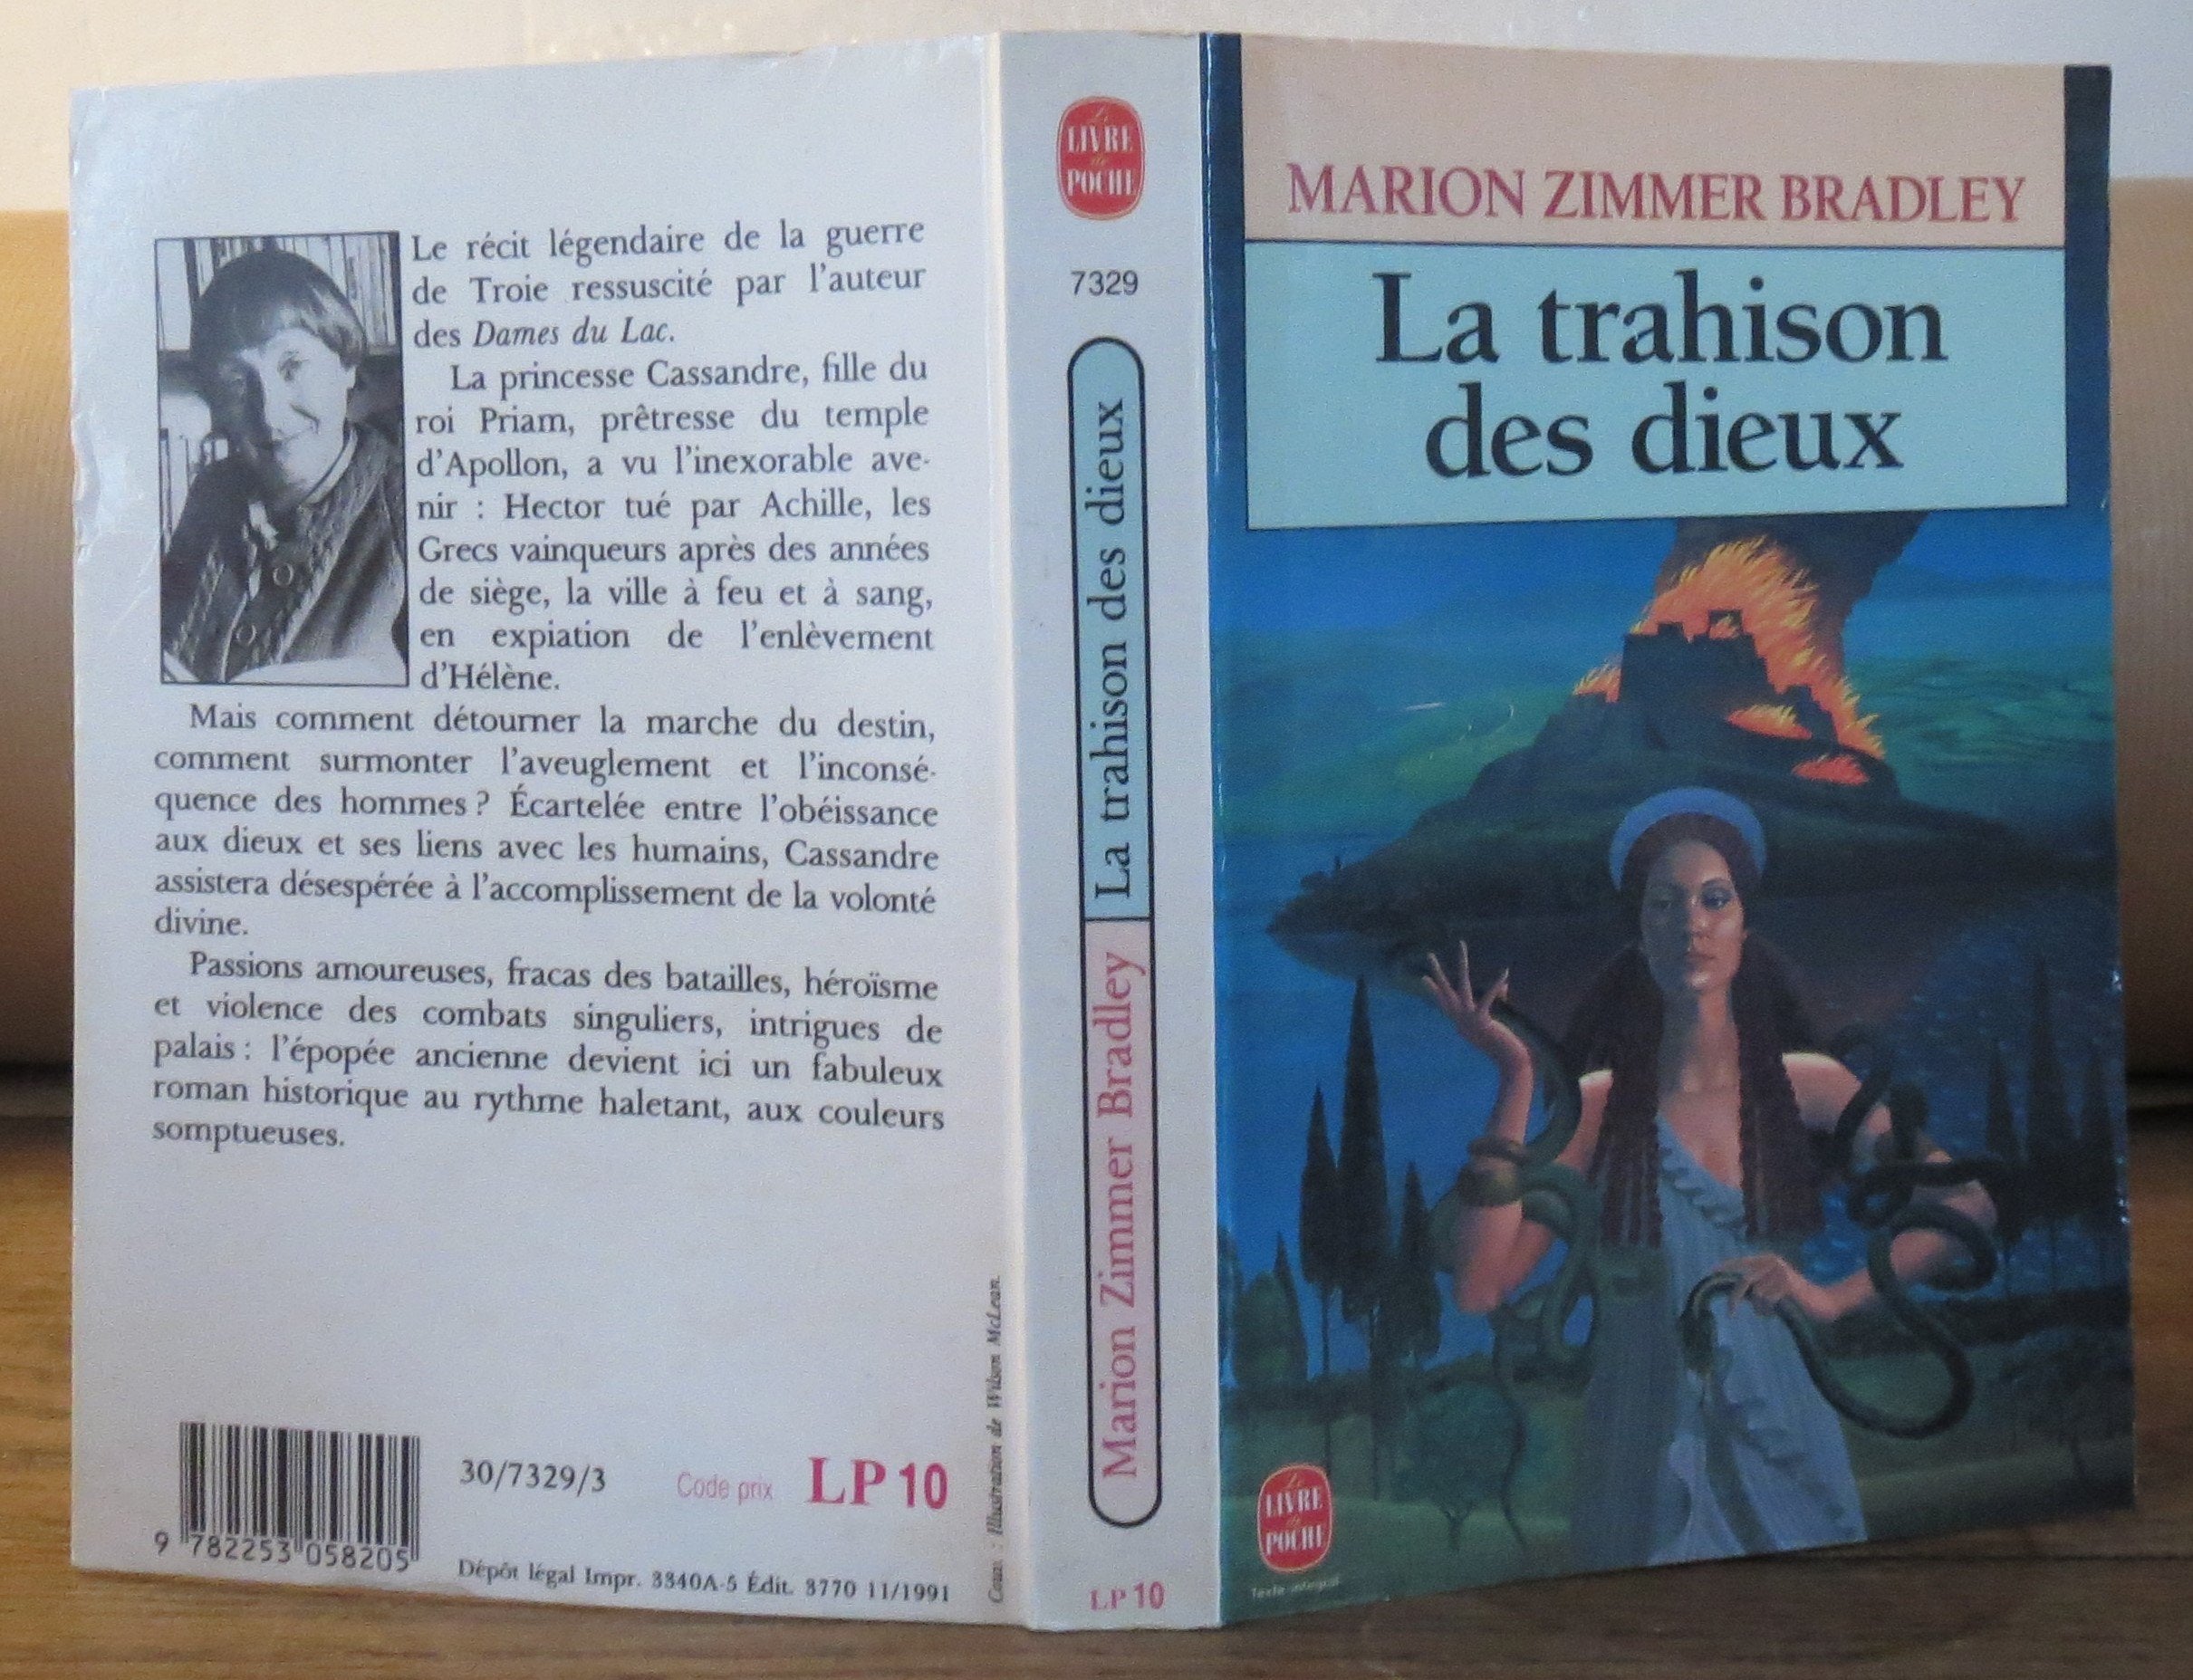 Le récit légendaire de la guerre
de Troie ressuscité par l'auteur
des Dames du Lac.
La princesse Cassandre, fille du
roi Priam, prêtresse du temple
d'Apollon, a vu l'inexorable ave-
nir : Hector tué par Achille, les
Grecs vainqueurs après des années
de siège, la ville à feu et à sang,
en expiation de l'enlèvement
d'Hélène.
Mais comment détourner la marche du destin,
comment surmonter l'aveuglement et l'inconsé-
quence des hommes ? Écartelée entre l'obéissance
aux dieux et ses liens avec les humains, Cassandre
assistera désespérée à l'accomplissement de la volonté
divine.
Passions amoureuses, fracas des batailles, héroïsme
et violence des combats singuliers, intrigues de
palais : l'épopée ancienne devient ici un fabuleux
roman historique au rythme haletant, aux couleurs
somptueuses.
9 782253 058205
30/7329/3
Code prix LP 10
Dépôt légal Impr. 3340A-5 Édit. 3770 11/1991
Couv. : Illustration de Wilson McLean.
Le
LIVRE
de
POCHE
7329
La trahison des dieux
Marion Zimmer Bradley
LP 10
MARION ZIMMER BRADLEY
La trahison
des dieux
Le
LIVRE
de
POCHE
Texte intégral